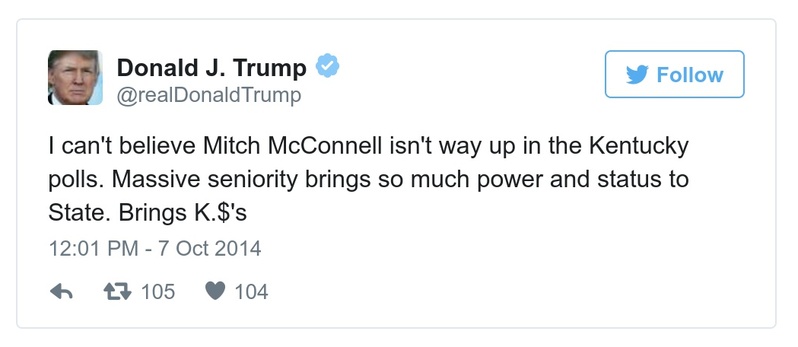 Donald J. Trump
@realDonaldTrump
Follow
I can't believe Mitch McConnell isn't way up in the Kentucky
polls. Massive seniority brings so much power and status to
State. Brings K.$'s
12:01 PM - 7 Oct 2014
105 104